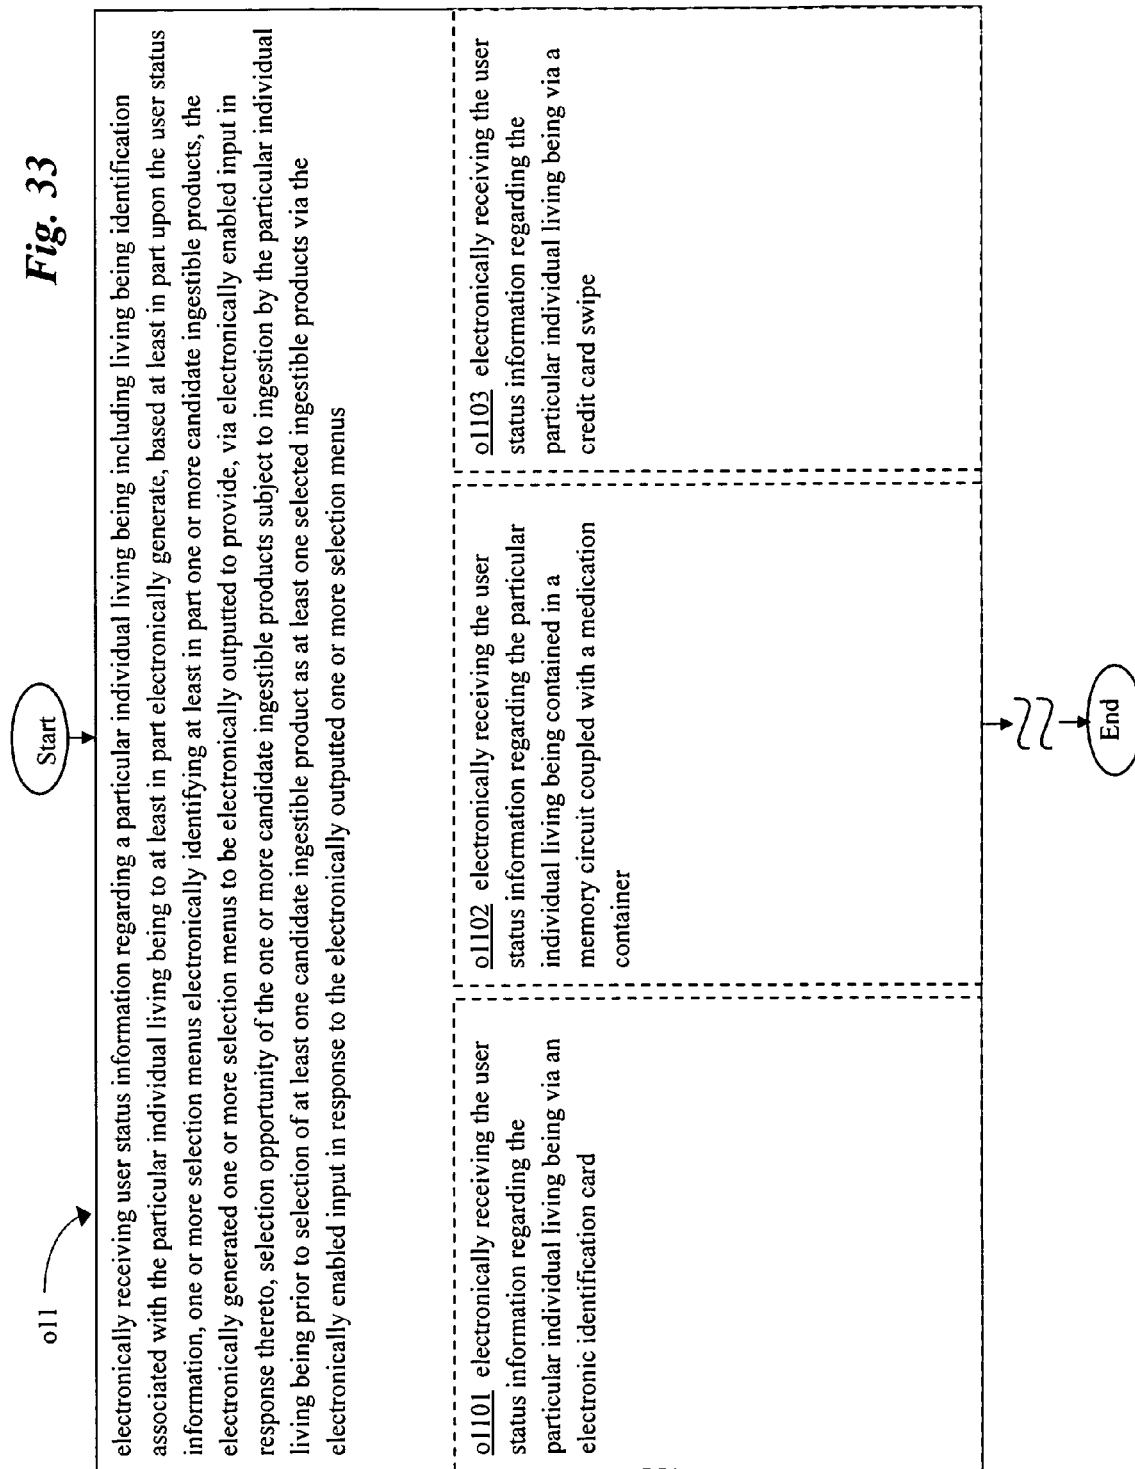 Fig. 33
Start
o11
electronically receiving user status information regarding a particular individual living being including living being identification
associated with the particular individual living being to at least in part electronically generate, based at least in part upon the user status
information, one or more selection menus electronically identifying at least in part one or more candidate ingestible products, the
electronically generated one or more selection menus to be electronically outputted to provide, via electronically enabled input in
response thereto, selection opportunity of the one or more candidate ingestible products subject to ingestion by the particular individual
living being prior to selection of at least one candidate ingestible product as at least one selected ingestible products via the
electronically enabled input in response to the electronically outputted one or more selection menus
o1101 electronically receiving the user
status information regarding the
particular individual living being via an
electronic identification card
o1102 electronically receiving the user
status information regarding the particular
individual living being contained in a
memory circuit coupled with a medication
container
o1103 electronically receiving the user
status information regarding the
particular individual living being via a
credit card swipe
End